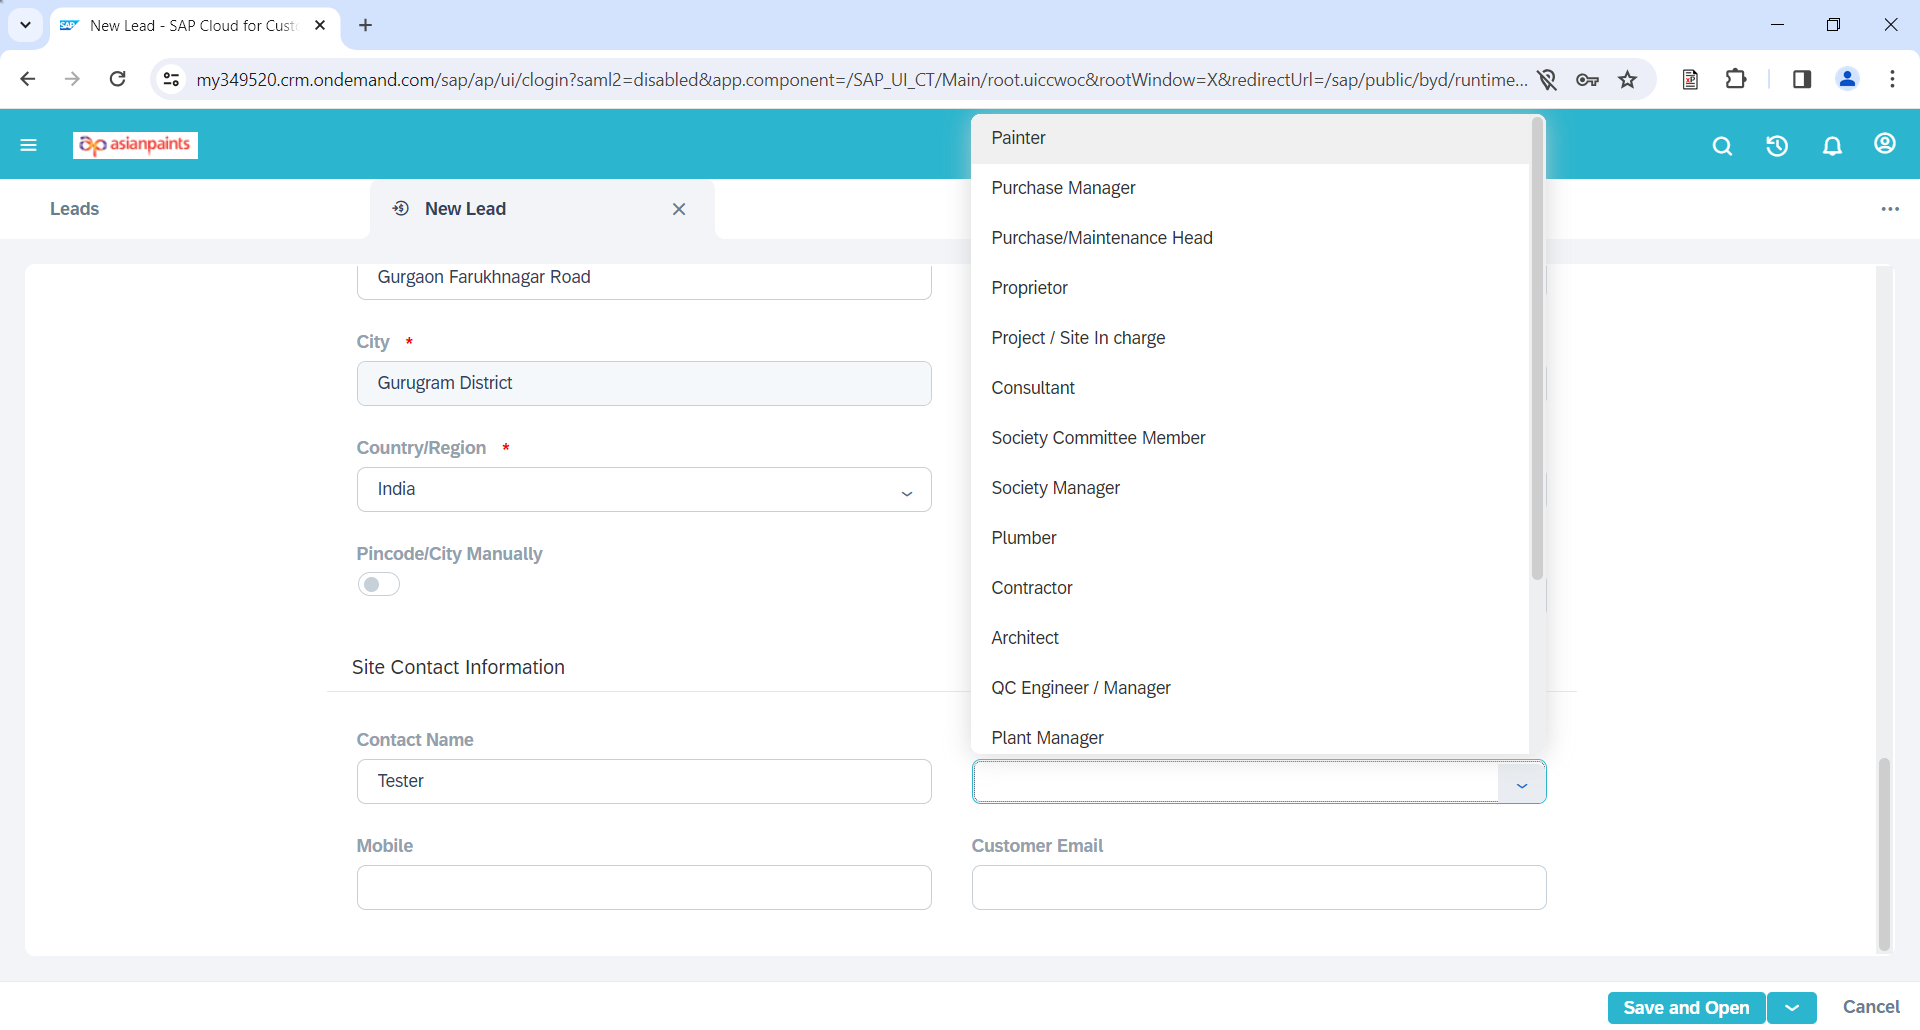 New Lead - SAP Cloud for Cust
my349520.crm.ondemand.com/sap/ap/ui/clogin?saml2=disabled&app.component=/SAP_UI_CT/Main/root.uiccwoc&rootWindow=X&redirectUrl=/sap/public/byd/runtime...
asianpaints
Leads
New Lead
Gurgaon Farukhnagar Road
City *
Gurugram District
Country/Region *
India
Pincode/City Manually
Site Contact Information
Contact Name
Tester
Mobile
Painter
Purchase Manager
Purchase/Maintenance Head
Proprietor
Project / Site In charge
Consultant
Society Committee Member
Society Manager
Plumber
Contractor
Architect
QC Engineer / Manager
Plant Manager
Customer Email
Save and Open
Cancel